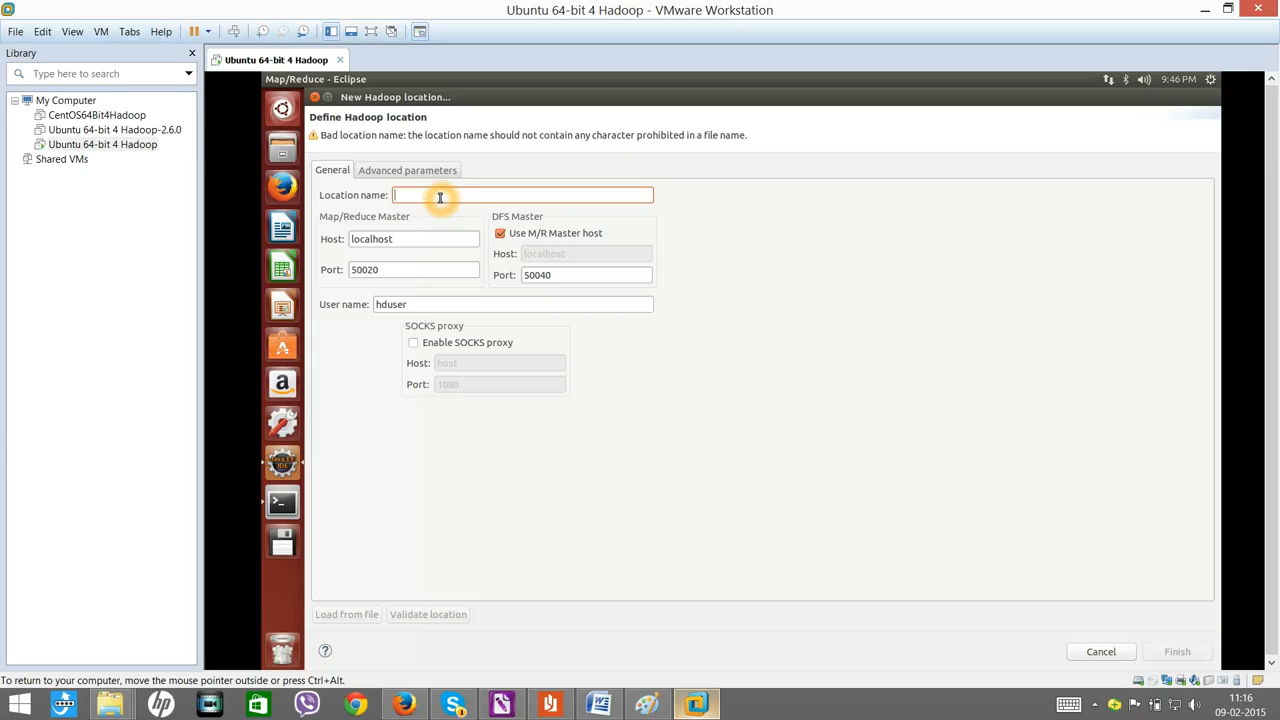 Ubuntu 64-bit 4 Hadoop - VMware Workstation
File Edit View VM Tabs Help
Library
Type here to search
My Computer
CentOS64Bit4Hadoop
Ubuntu 64-bit 4 Hadoop-2.6.0
Ubuntu 64-bit 4 Hadoop
Shared VMs
Ubuntu 64-bit 4 Hadoop
Map/Reduce - Eclipse
9:46 PM
New Hadoop location...
Define Hadoop location
Bad location name: the location name should not contain any character prohibited in a file name.
General Advanced parameters
Location name:
Map/Reduce Master
Host: localhost
Port: 50020
DFS Master
Use M/R Master host
Host: localhost
Port: 50040
User name: hduser
SOCKS proxy
Enable SOCKS proxy
Host: host
Port: 1080
Load from file Validate location
Cancel Finish
To return to your computer, move the mouse pointer outside or press Ctrl+Alt.
11:16
09-02-2015